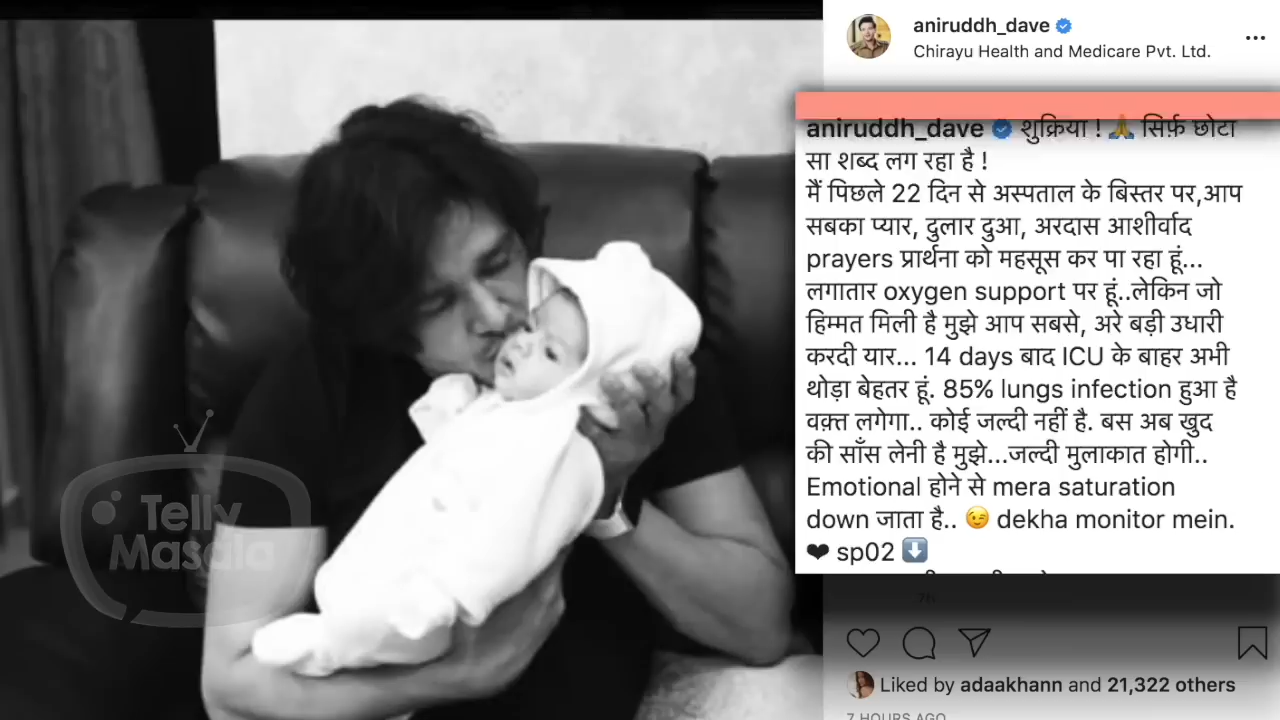 aniruddh_dave
Chirayu Health and Medicare Pvt. Ltd.
aniruddh_dave शुक्रिया ! 🙏 सिर्फ़ छोटा
सा शब्द लग रहा है !
मैं पिछले 22 दिन से अस्पताल के बिस्तर पर,आप
सबका प्यार, दुलार दुआ, अरदास आशीर्वाद
prayers प्रार्थना को महसूस कर पा रहा हूं...
लगातार oxygen support पर हूं..लेकिन जो
हिम्मत मिली है मुझे आप सबसे, अरे बड़ी उधारी
करदी यार... 14 days बाद ICU के बाहर अभी
थोड़ा बेहतर हूं. 85% lungs infection हुआ है
वक़्त लगेगा.. कोई जल्दी नहीं है. बस अब खुद
की साँस लेनी है मुझे...जल्दी मुलाकात होगी..
Emotional होने से mera saturation
down जाता है.. 😉 dekha monitor mein.
❤ sp02 ⬇️
Telly
Masala
Liked by adaakhann and 21,322 others
7 HOURS AGO